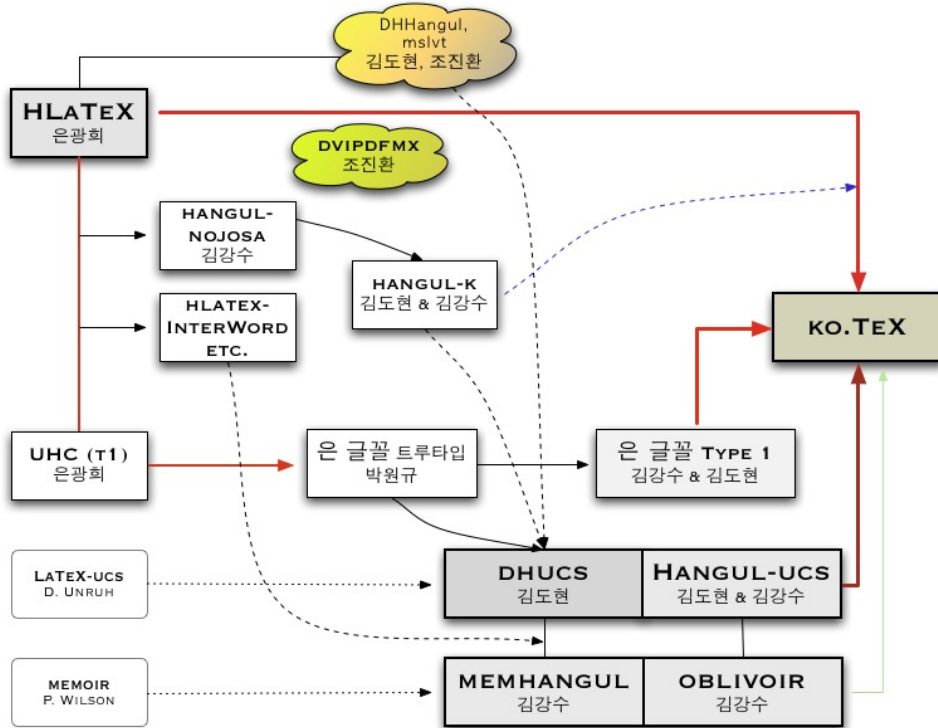 DHHangul,
mslvt
김도현, 조진환
HLaTeX
은광희
DVIPDFMX
조진환
HANGUL-
NOJOSA
김강수
HANGUL-K
김도현 & 김강수
HLATEX-
INTERWORD
ETC.
KO.TEX
UHC (T1)
은광희
은 글꼴 트루타입
박원규
은 글꼴 TYPE 1
김강수 & 김도현
LATEX-UCS
D. UNRUH
DHUCS
김도현
HANGUL-UCS
김도현 & 김강수
MEMOIR
P. WILSON
MEMHANGUL
김강수
OBLIVOIR
김강수